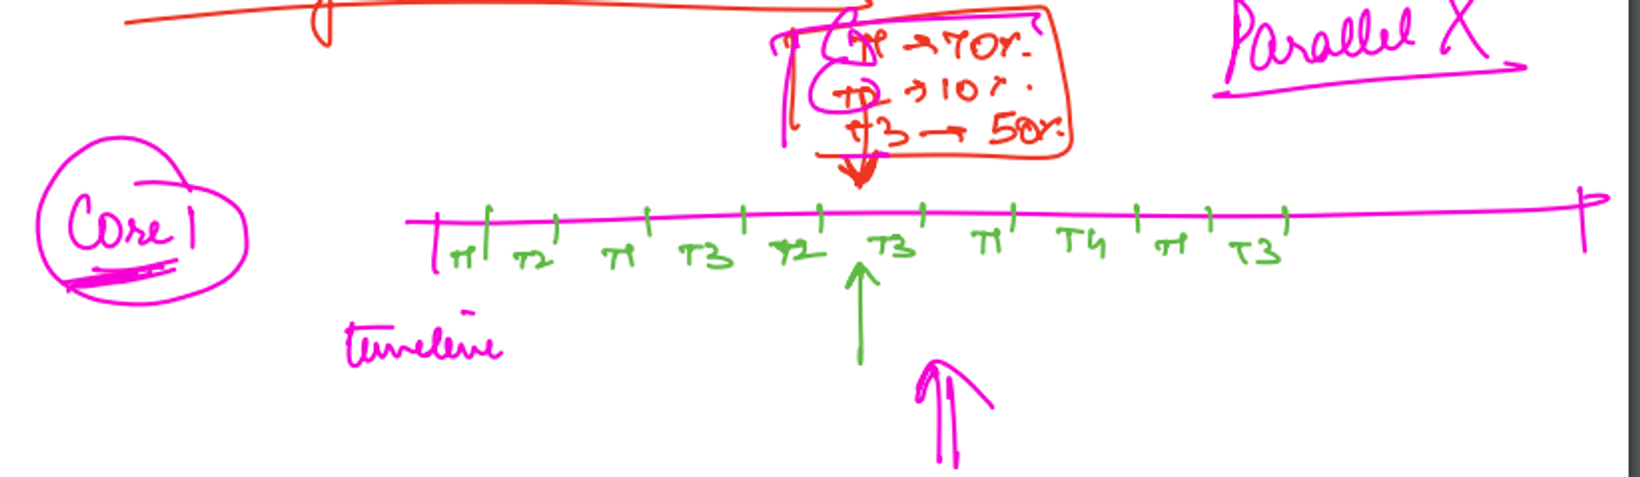 T1 → 70%.
T2 → 10%.
T3 → 50%.
Parallel X
Core 1
T1 T2 T1 T3 T2 T3 T1 T4 T1 T3
timeline